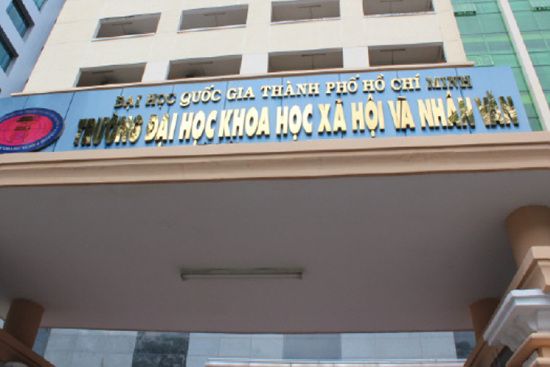 ĐẠI HỌC QUỐC GIA THÀNH PHỐ HỒ CHÍ MINH
TRƯỜNG ĐẠI HỌC KHOA HỌC XÃ HỘI VÀ NHÂN VĂN